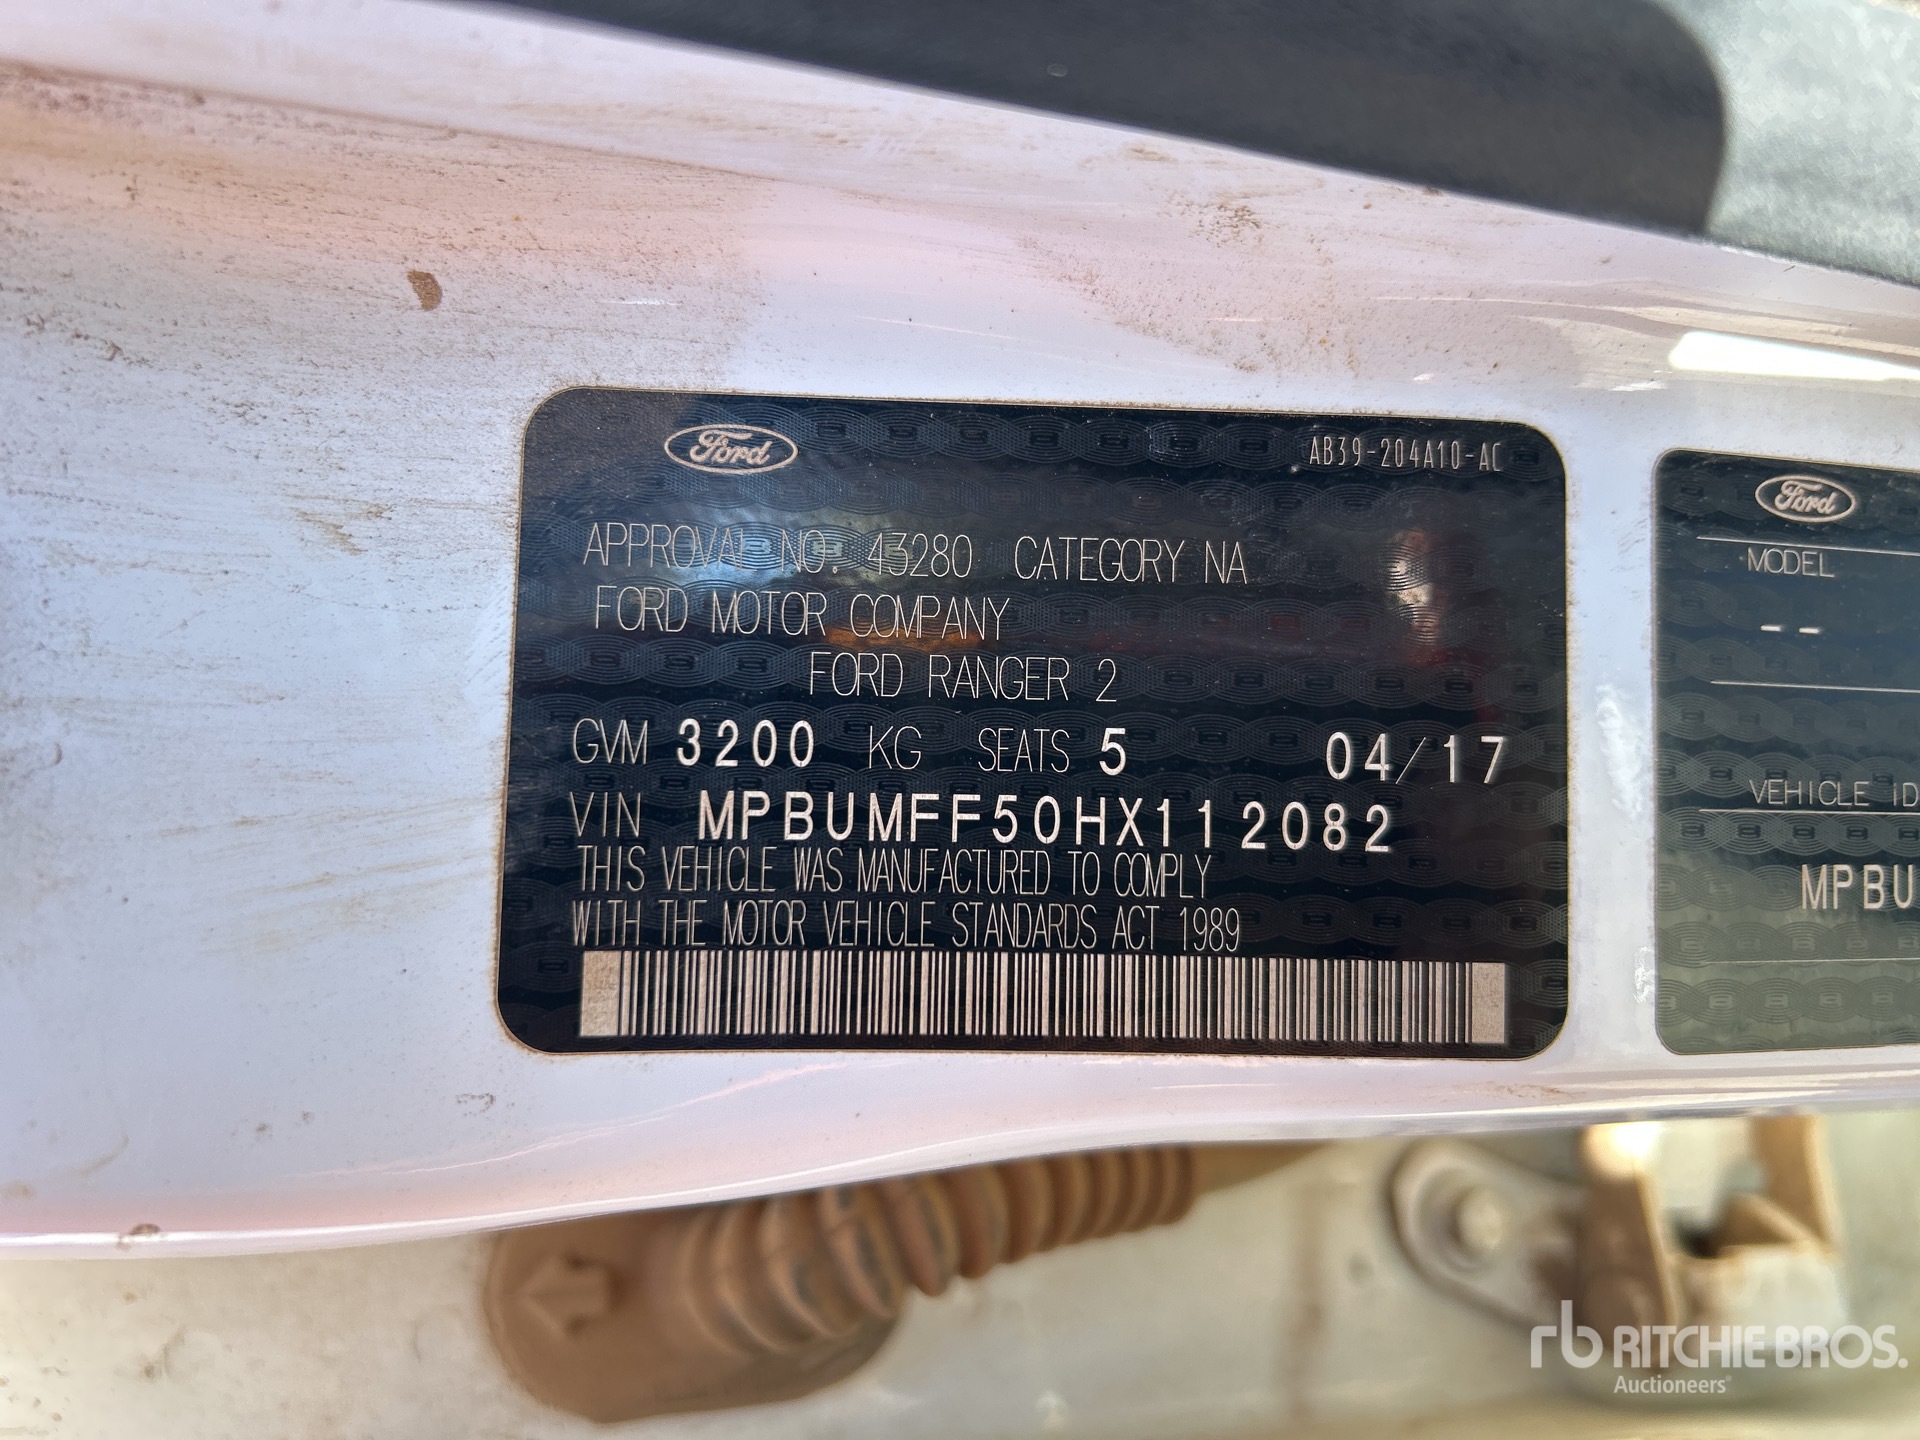 Ford
AB39-204A10-AC
APPROVAL NO. 43280 CATEGORY NA
FORD MOTOR COMPANY
FORD RANGER 2
GVM 3200 KG SEATS 5 04/17
VIN MPBUMFF50HX112082
THIS VEHICLE WAS MANUFACTURED TO COMPLY
WITH THE MOTOR VEHICLE STANDARDS ACT 1989
Ford
MODEL
--
VEHICLE ID
MPBU
rb RITCHIE BROS.
Auctioneers